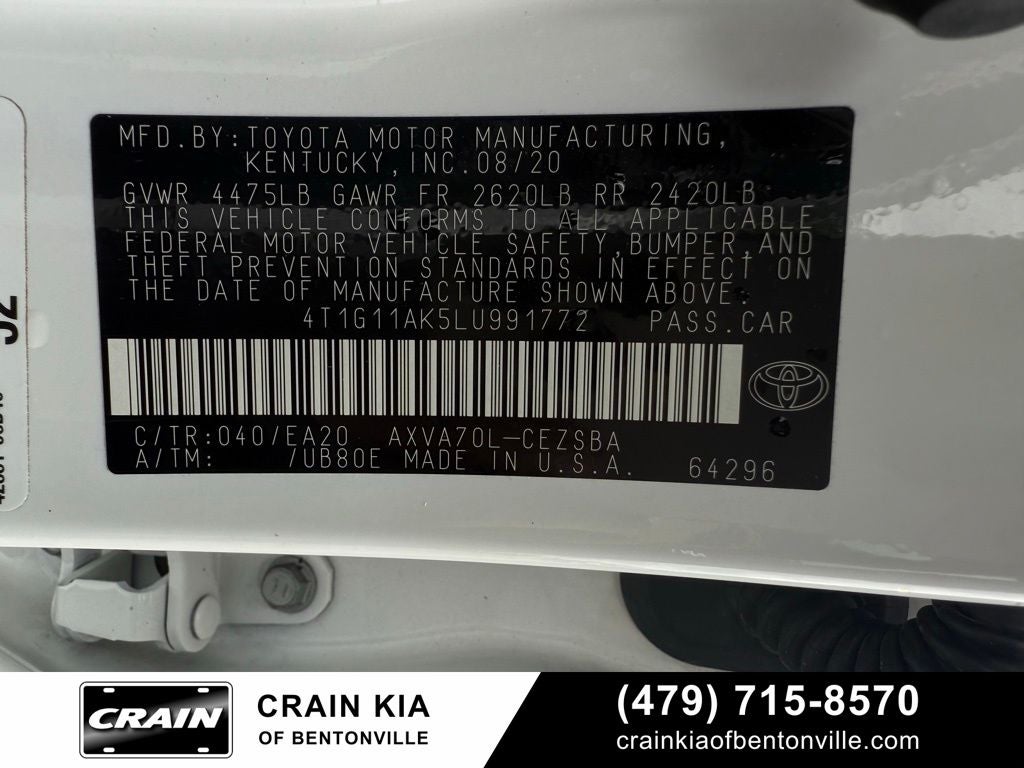 MFD.BY:TOYOTA MOTOR MANUFACTURING,
KENTUCKY,INC.08/20
GVWR 4475LB GAWR FR 2620LB RR 2420LB
THIS VEHICLE CONFORMS TO ALL APPLICABLE
FEDERAL MOTOR VEHICLE SAFETY,BUMPER,AND
THEFT PREVENTION STANDARDS IN EFFECT ON
THE DATE OF MANUFACTURE SHOWN ABOVE.
4T1G11AK5LU991772 PASS.CAR
C/TR:040/EA20 AXVA70L-CEZSBA
A/TM: /UB80E MADE IN U.S.A. 64296
CRAIN
CRAIN KIA
OF BENTONVILLE
(479) 715-8570
crainkiaofbentonville.com